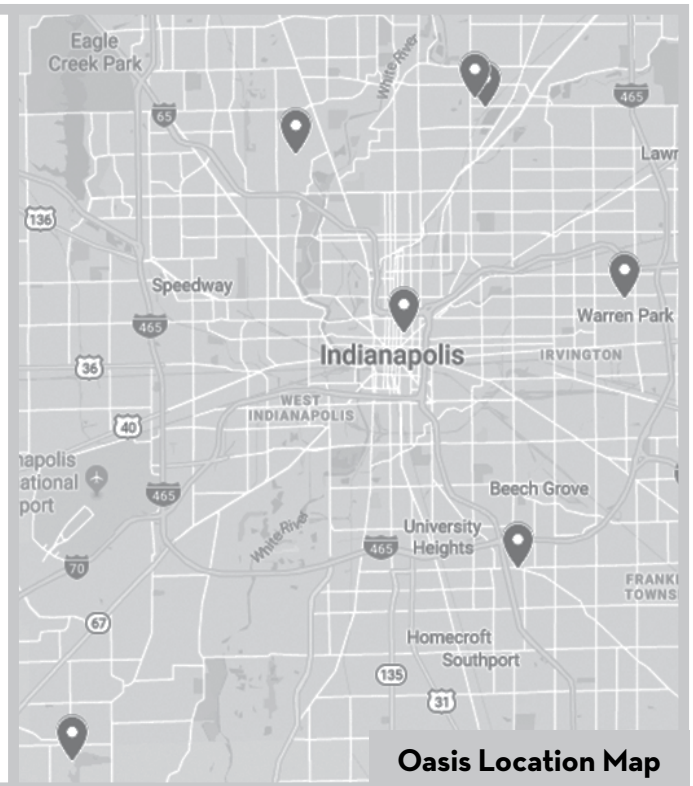 Eagle
Creek Park
White River
65
465
Lawr
136
Speedway
465
Warren Park
Indianapolis
IRVINGTON
36
WEST
INDIANAPOLIS
40
napolis
ational
port
Beech Grove
465
University
Heights
White River
465
70
FRANKL
TOWNS
67
Homecroft
Southport
135
31
Oasis Location Map